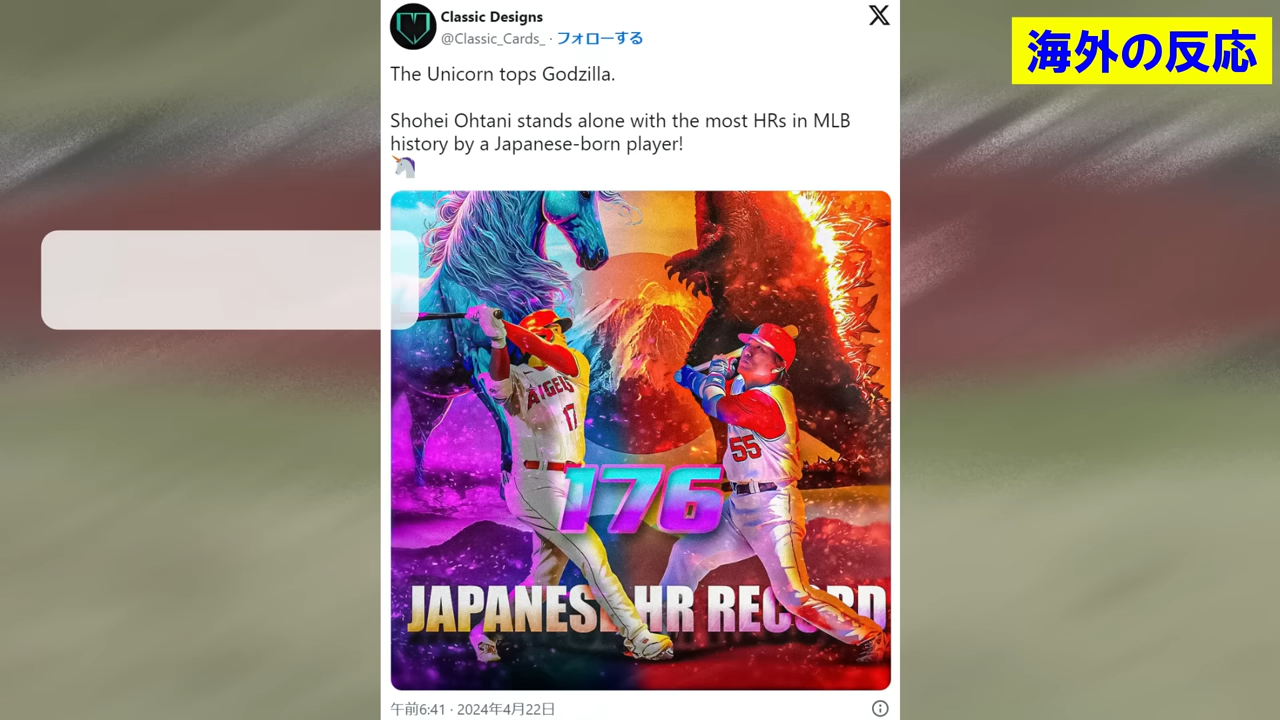 Classic Designs
@Classic_Cards_ · フォローする
海外の反応
The Unicorn tops Godzilla.
Shohei Ohtani stands alone with the most HRs in MLB
history by a Japanese-born player!
ANGELS
17
55
176
JAPANESE HR RECORD
午前6:41 · 2024年4月22日